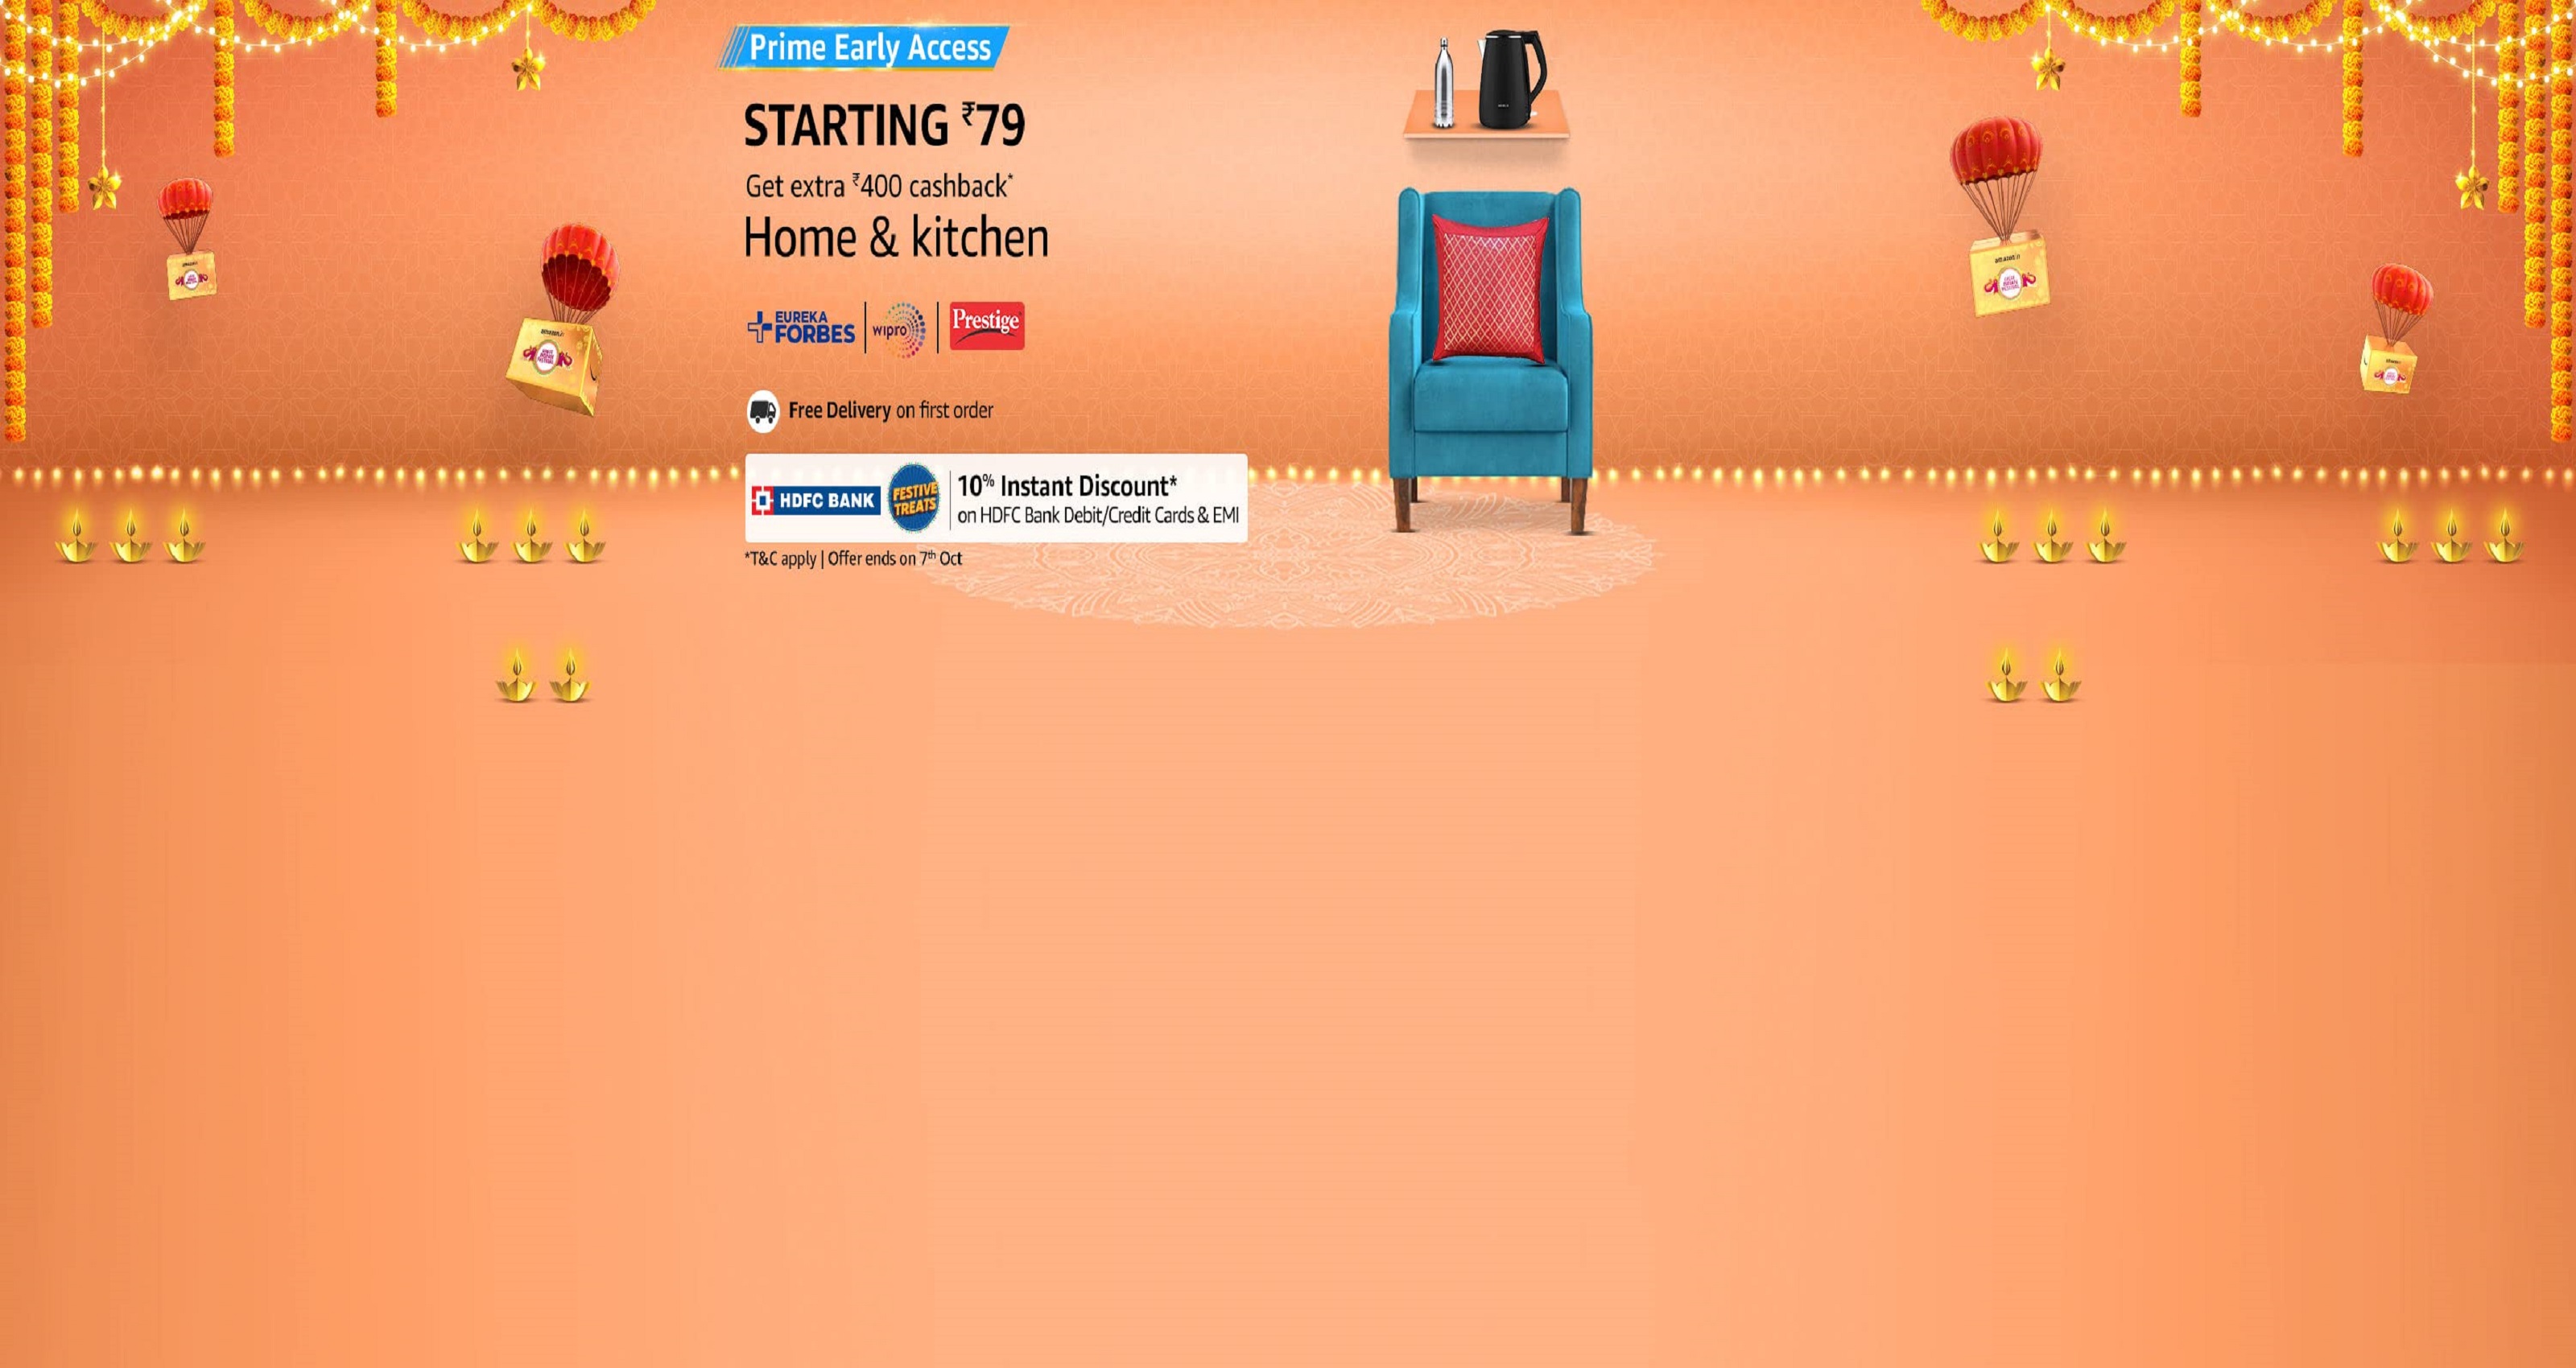 Prime Early Access
STARTING ₹79
Get extra ₹400 cashback*
Home & kitchen
EUREKA
FORBES
wipro
Prestige
Free Delivery on first order
HDFC BANK
FESTIVE
TREATS
10% Instant Discount*
on HDFC Bank Debit/Credit Cards & EMI
*T&C apply | Offer ends on 7th Oct